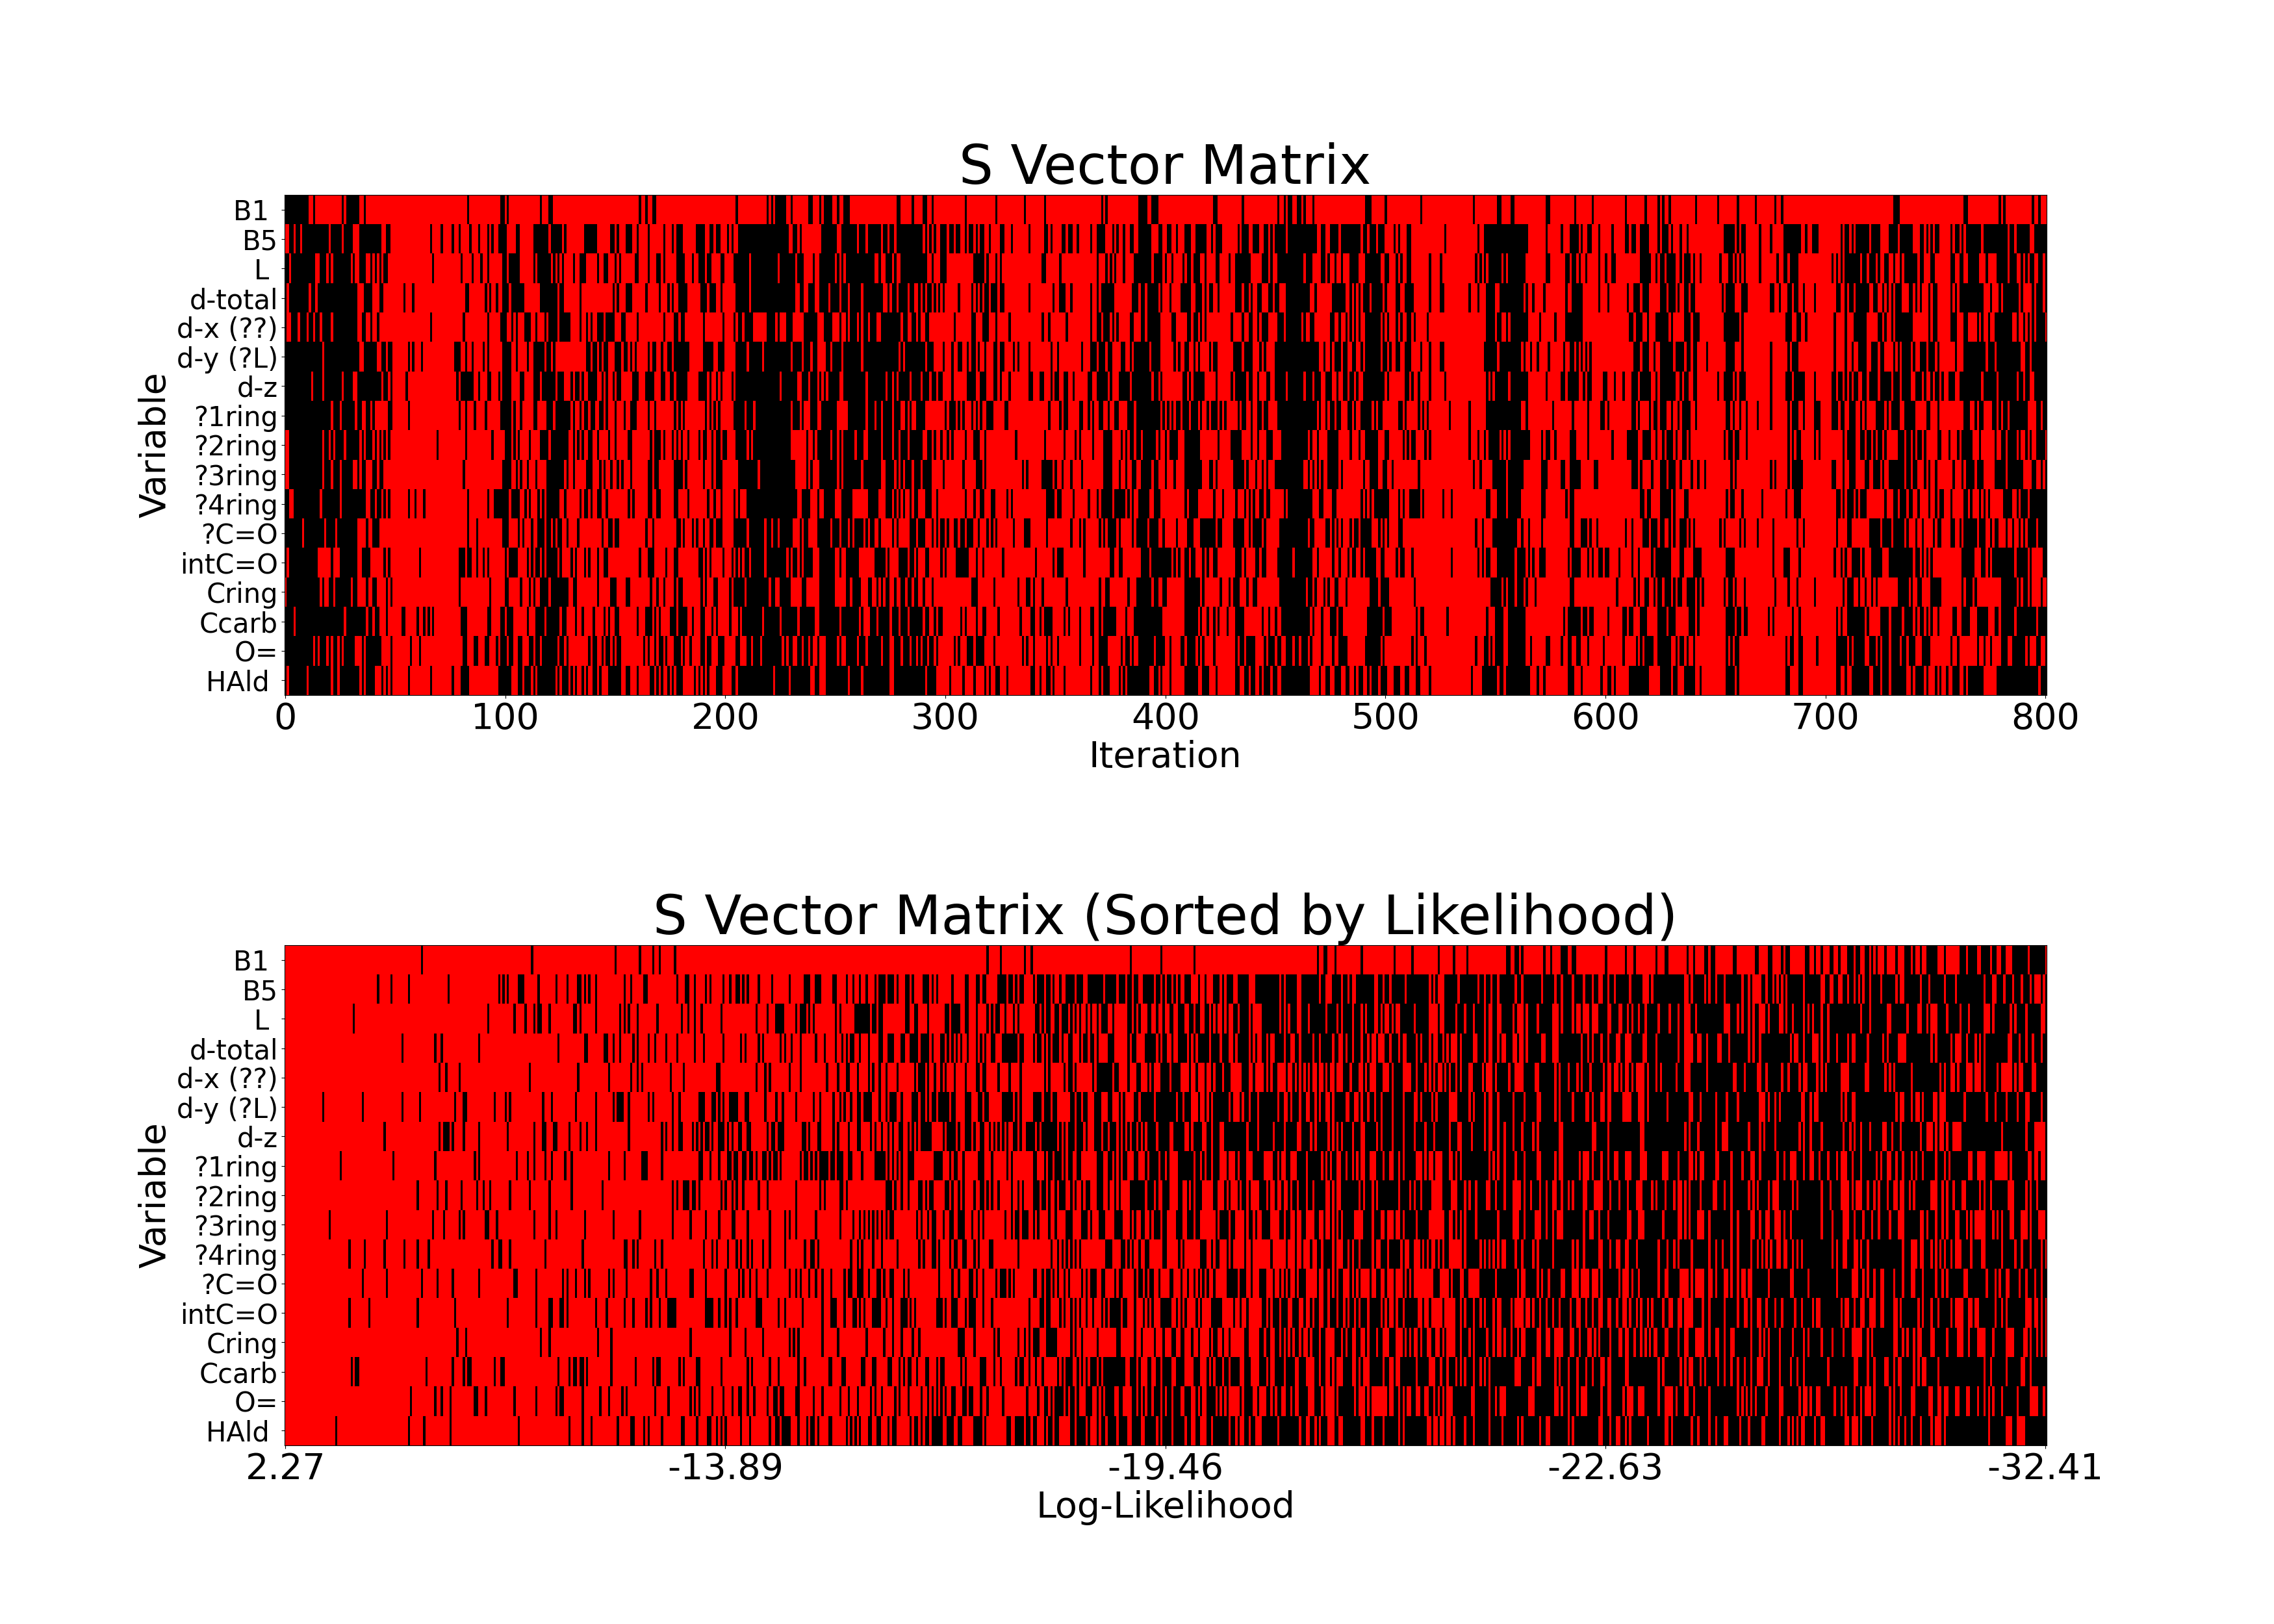 S Vector Matrix
Variable
B1
B5
L
d-total
d-x (??)
d-y (?L)
d-z
?1ring
?2ring
?3ring
?4ring
?C=O
intC=O
Cring
Ccarb
O=
HAld
0 100 200 300 400 500 600 700 800
Iteration
S Vector Matrix (Sorted by Likelihood)
Variable
B1
B5
L
d-total
d-x (??)
d-y (?L)
d-z
?1ring
?2ring
?3ring
?4ring
?C=O
intC=O
Cring
Ccarb
O=
HAld
2.27 -13.89 -19.46 -22.63 -32.41
Log-Likelihood